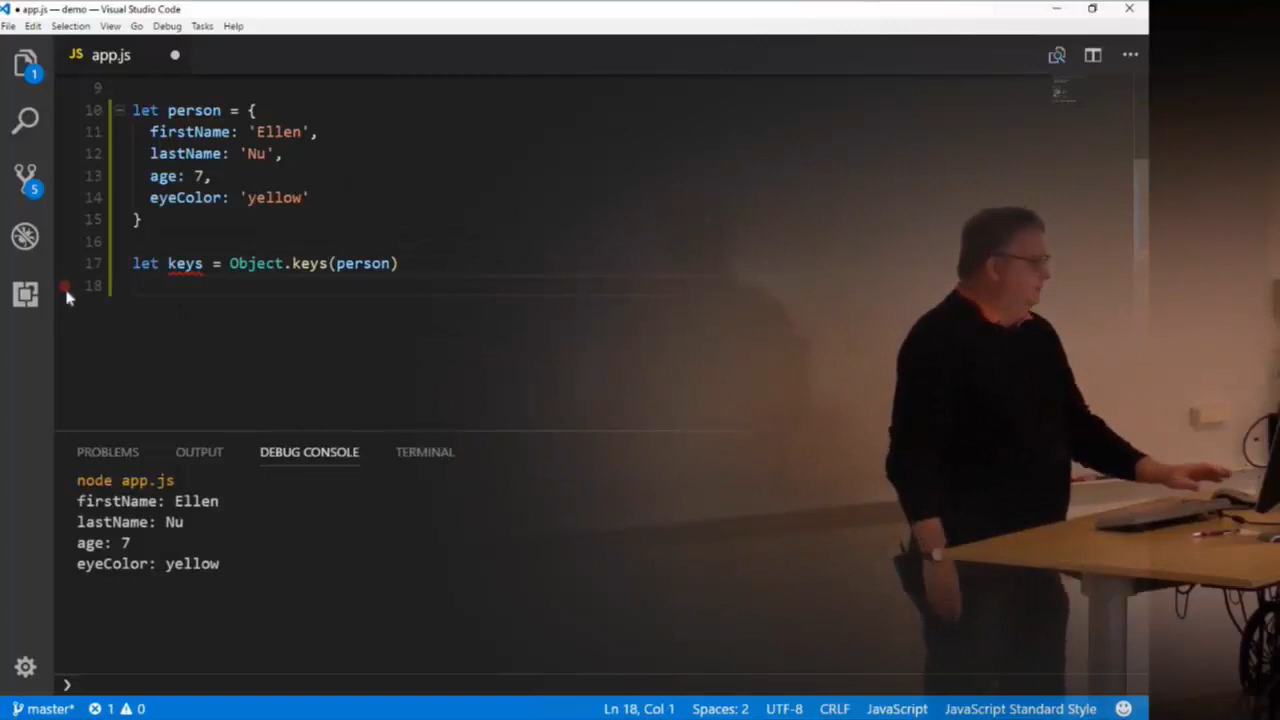 ● app.js — demo — Visual Studio Code
File Edit Selection View Go Debug Tasks Help
JS app.js ●
1
5
9
10 let person = {
11 firstName: 'Ellen',
12 lastName: 'Nu',
13 age: 7,
14 eyeColor: 'yellow'
15 }
16
17 let keys = Object.keys(person)
18
PROBLEMS OUTPUT DEBUG CONSOLE TERMINAL
node app.js
firstName: Ellen
lastName: Nu
age: 7
eyeColor: yellow
master* 1 0 Ln 18, Col 1 Spaces: 2 UTF-8 CRLF JavaScript JavaScript Standard Style